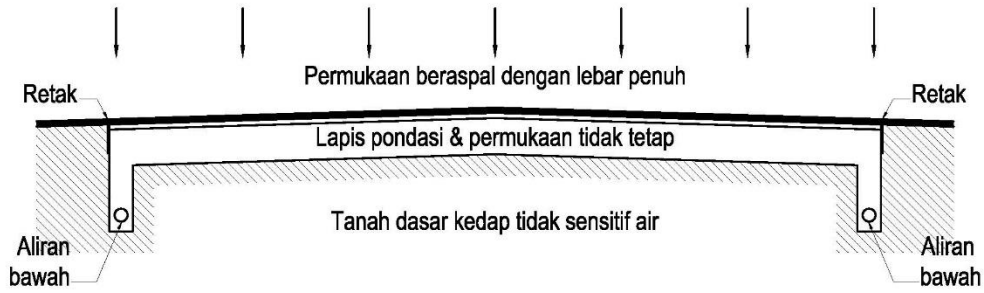 Permukaan beraspal dengan lebar penuh
Retak
Retak
Lapis pondasi & permukaan tidak tetap
Tanah dasar kedap tidak sensitif air
Aliran
bawah
Aliran
bawah